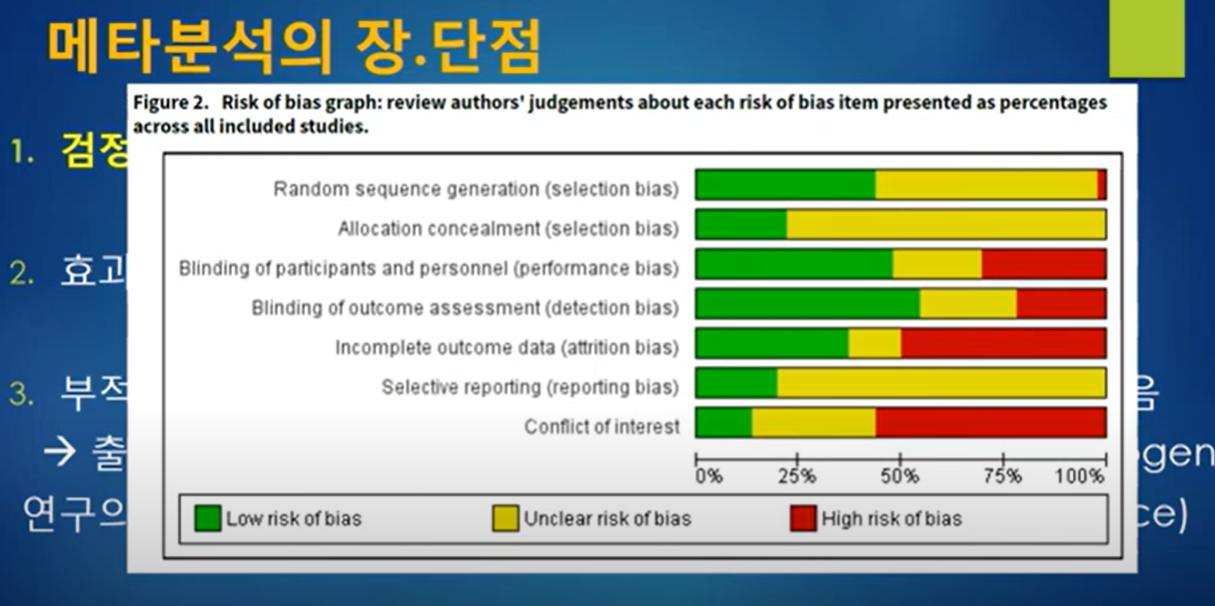 메타분석의 장.단점
Figure 2. Risk of bias graph: review authors' judgements about each risk of bias item presented as percentages
across all included studies.
1. 검정
2. 효과
3. 부적
음
→ 출
ogen
연구의
ce)
Random sequence generation (selection bias)
Allocation concealment (selection bias)
Blinding of participants and personnel (performance bias)
Blinding of outcome assessment (detection bias)
Incomplete outcome data (attrition bias)
Selective reporting (reporting bias)
Conflict of interest
0% 25% 50% 75% 100%
Low risk of bias Unclear risk of bias High risk of bias